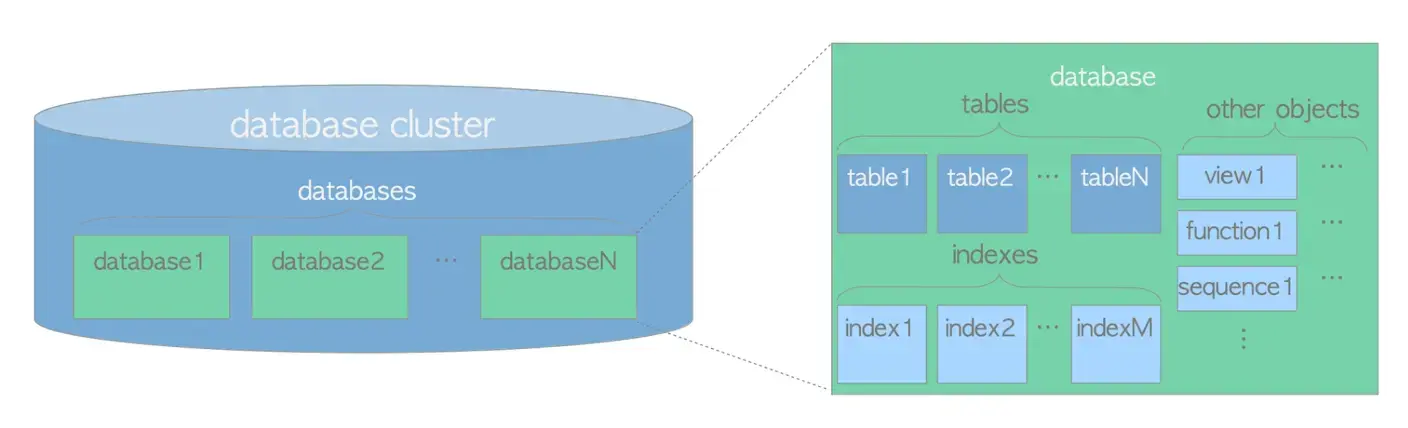 database cluster
databases
database1 database2 ... databaseN
database
tables
other objects
table1 table2 ... tableN
view1 ...
function1 ...
indexes
sequence1 ...
index1 index2 ... indexM
⋮